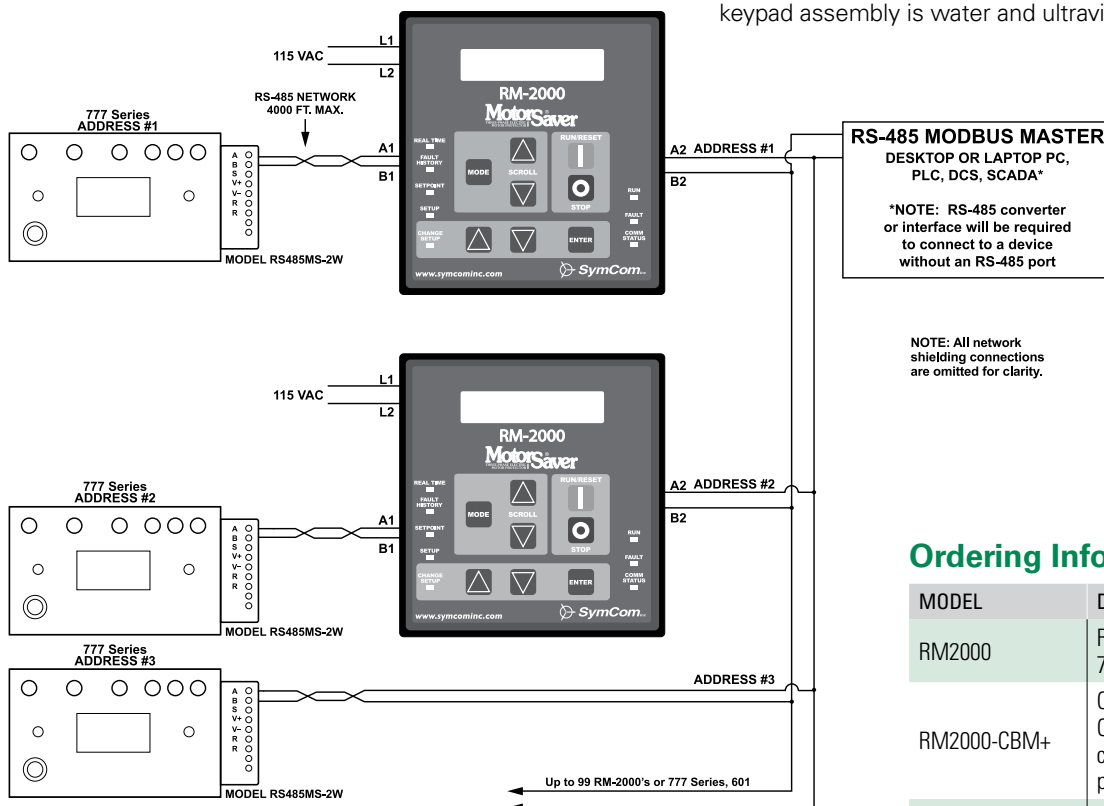 keypad assembly is water and ultravi
115 VAC
L1
L2
RS-485 NETWORK
4000 FT. MAX.
777 Series
ADDRESS #1
A
B
S
V+
V–
R
R
MODEL RS485MS-2W
A1
B1
RM-2000
MotorSaver
REAL TIME
FAULT
HISTORY
SETPOINT
SETUP
CHANGE
SETUP
MODE
SCROLL
RUN/RESET
STOP
RUN
FAULT
COMM
STATUS
ENTER
www.symcominc.com
SymCom
A2 ADDRESS #1
B2
RS-485 MODBUS MASTER
DESKTOP OR LAPTOP PC,
PLC, DCS, SCADA*
*NOTE: RS-485 converter
or interface will be required
to connect to a device
without an RS-485 port
NOTE: All network
shielding connections
are omitted for clarity.
115 VAC
L1
L2
777 Series
ADDRESS #2
A
B
S
V+
V–
R
R
MODEL RS485MS-2W
A1
B1
RM-2000
MotorSaver
REAL TIME
FAULT
HISTORY
SETPOINT
SETUP
CHANGE
SETUP
MODE
SCROLL
RUN/RESET
STOP
RUN
FAULT
COMM
STATUS
ENTER
www.symcominc.com
SymCom
A2 ADDRESS #2
B2
777 Series
ADDRESS #3
A
B
S
V+
V–
R
R
MODEL RS485MS-2W
ADDRESS #3
Up to 99 RM-2000's or 777 Series, 601
Ordering Info
MODEL
RM2000
7
RM2000-CBM+
c
p